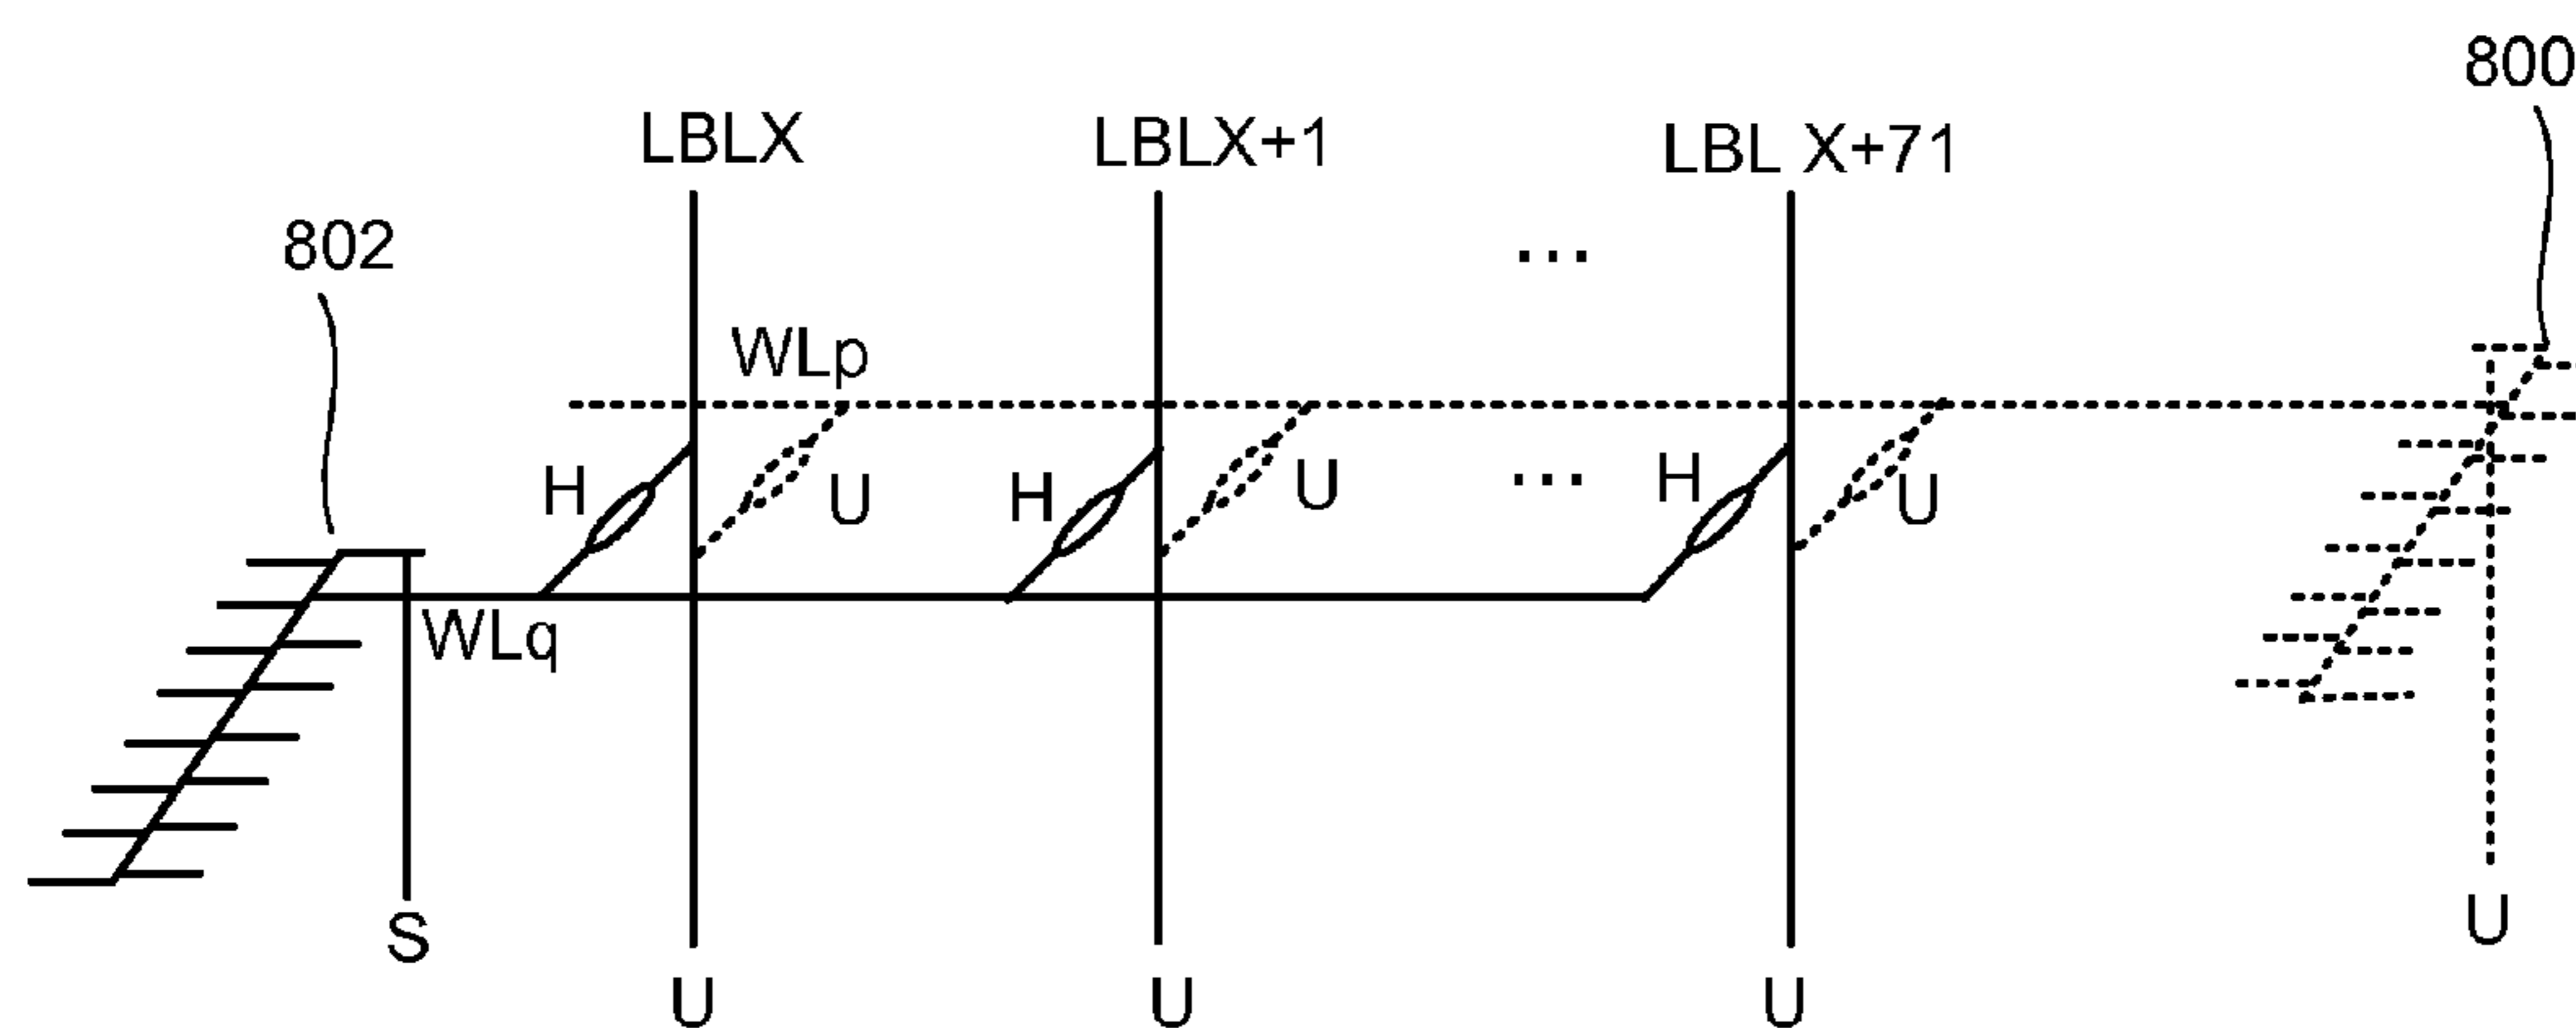 800
LBLX LBLX+1 LBL X+71
802
...
WLp
H U H U ... H U
WLq
S U U U U